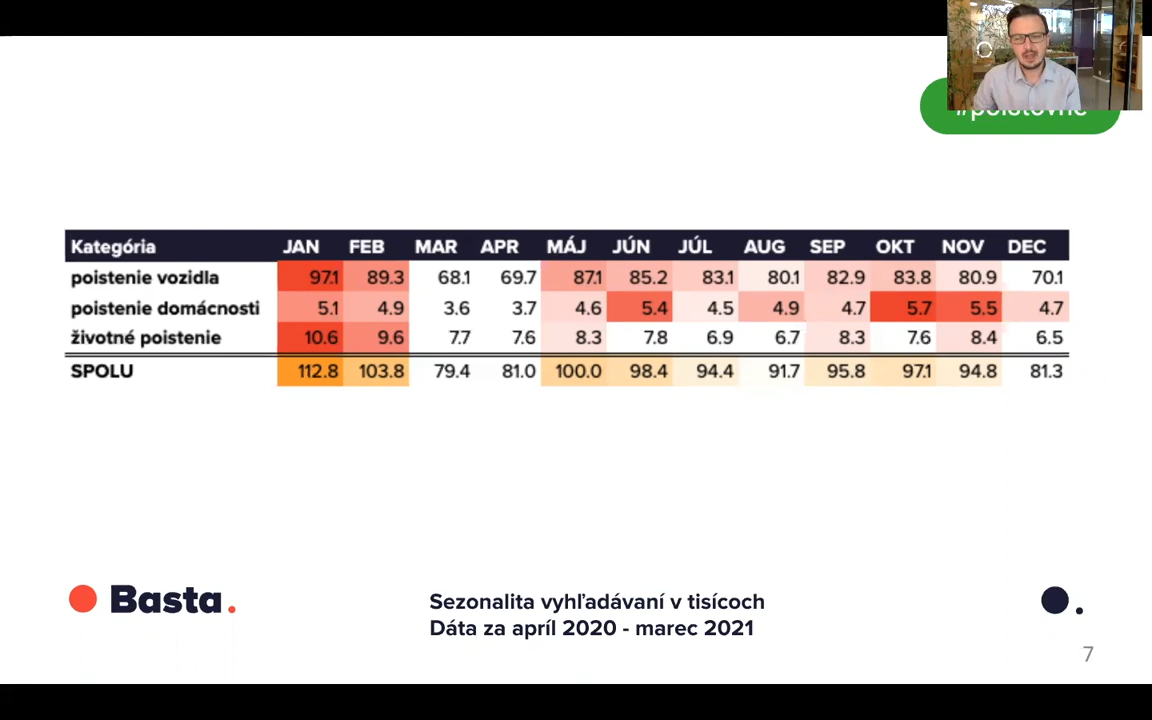 Kategória JAN FEB MAR APR MÁJ JÚN JÚL AUG SEP OKT NOV DEC
poistenie vozidla 97.1 89.3 68.1 69.7 87.1 85.2 83.1 80.1 82.9 83.8 80.9 70.1
poistenie domácnosti 5.1 4.9 3.6 3.7 4.6 5.4 4.5 4.9 4.7 5.7 5.5 4.7
životné poistenie 10.6 9.6 7.7 7.6 8.3 7.8 6.9 6.7 8.3 7.6 8.4 6.5
SPOLU 112.8 103.8 79.4 81.0 100.0 98.4 94.4 91.7 95.8 97.1 94.8 81.3
Basta.
Sezonalita vyhľadávaní v tisícoch
Dáta za apríl 2020 - marec 2021
7